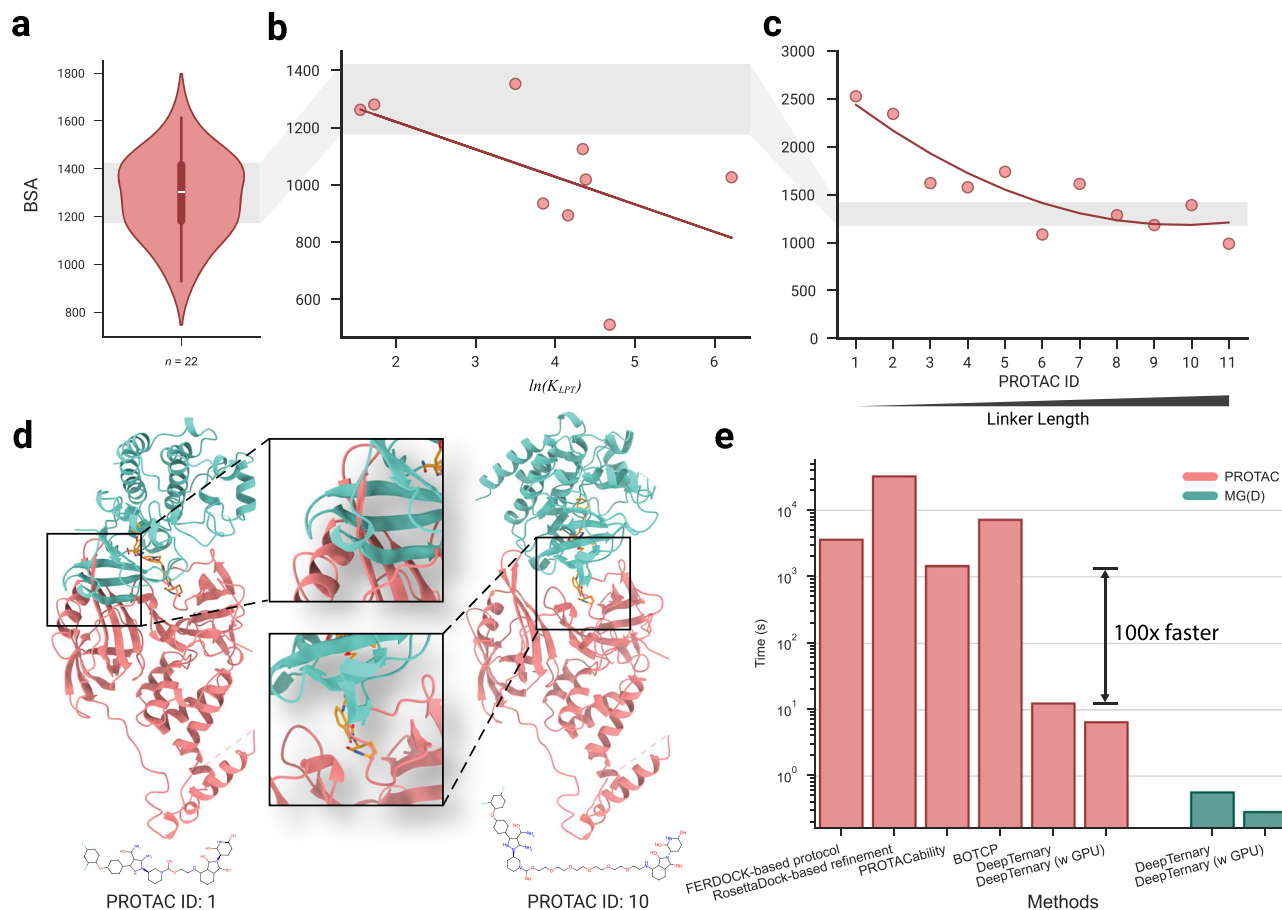 a
1800
1600
1400
1200
1000
800
BSA
n = 22
b
1400
1200
1000
800
600
2 3 4 5 6
ln(K_LPT)
c
3000
2500
2000
1500
1000
500
0
1 2 3 4 5 6 7 8 9 10 11
PROTAC ID
Linker Length
d
PROTAC ID: 1
PROTAC ID: 10
e
PROTAC
MG(D)
10^4
10^3
10^2
10^1
10^0
Time (s)
100x faster
FERDOCK-based protocol
RosettaDock-based refinement
PROTACability
BOTCP
DeepTernary
DeepTernary (w GPU)
DeepTernary
DeepTernary (w GPU)
Methods